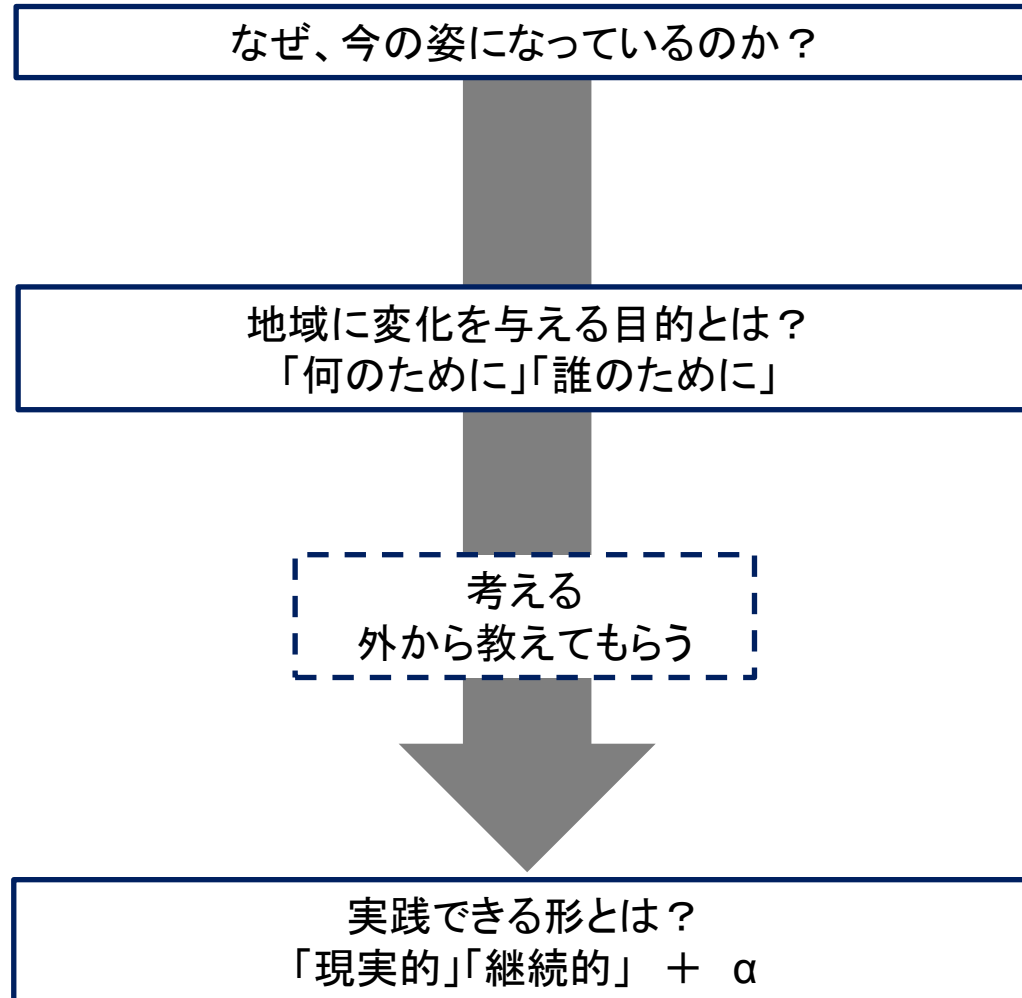 なぜ、今の姿になっているのか？
地域に変化を与える目的とは？
「何のために」「誰のために」
考える
外から教えてもらう
実践できる形とは？
「現実的」「継続的」　＋　α